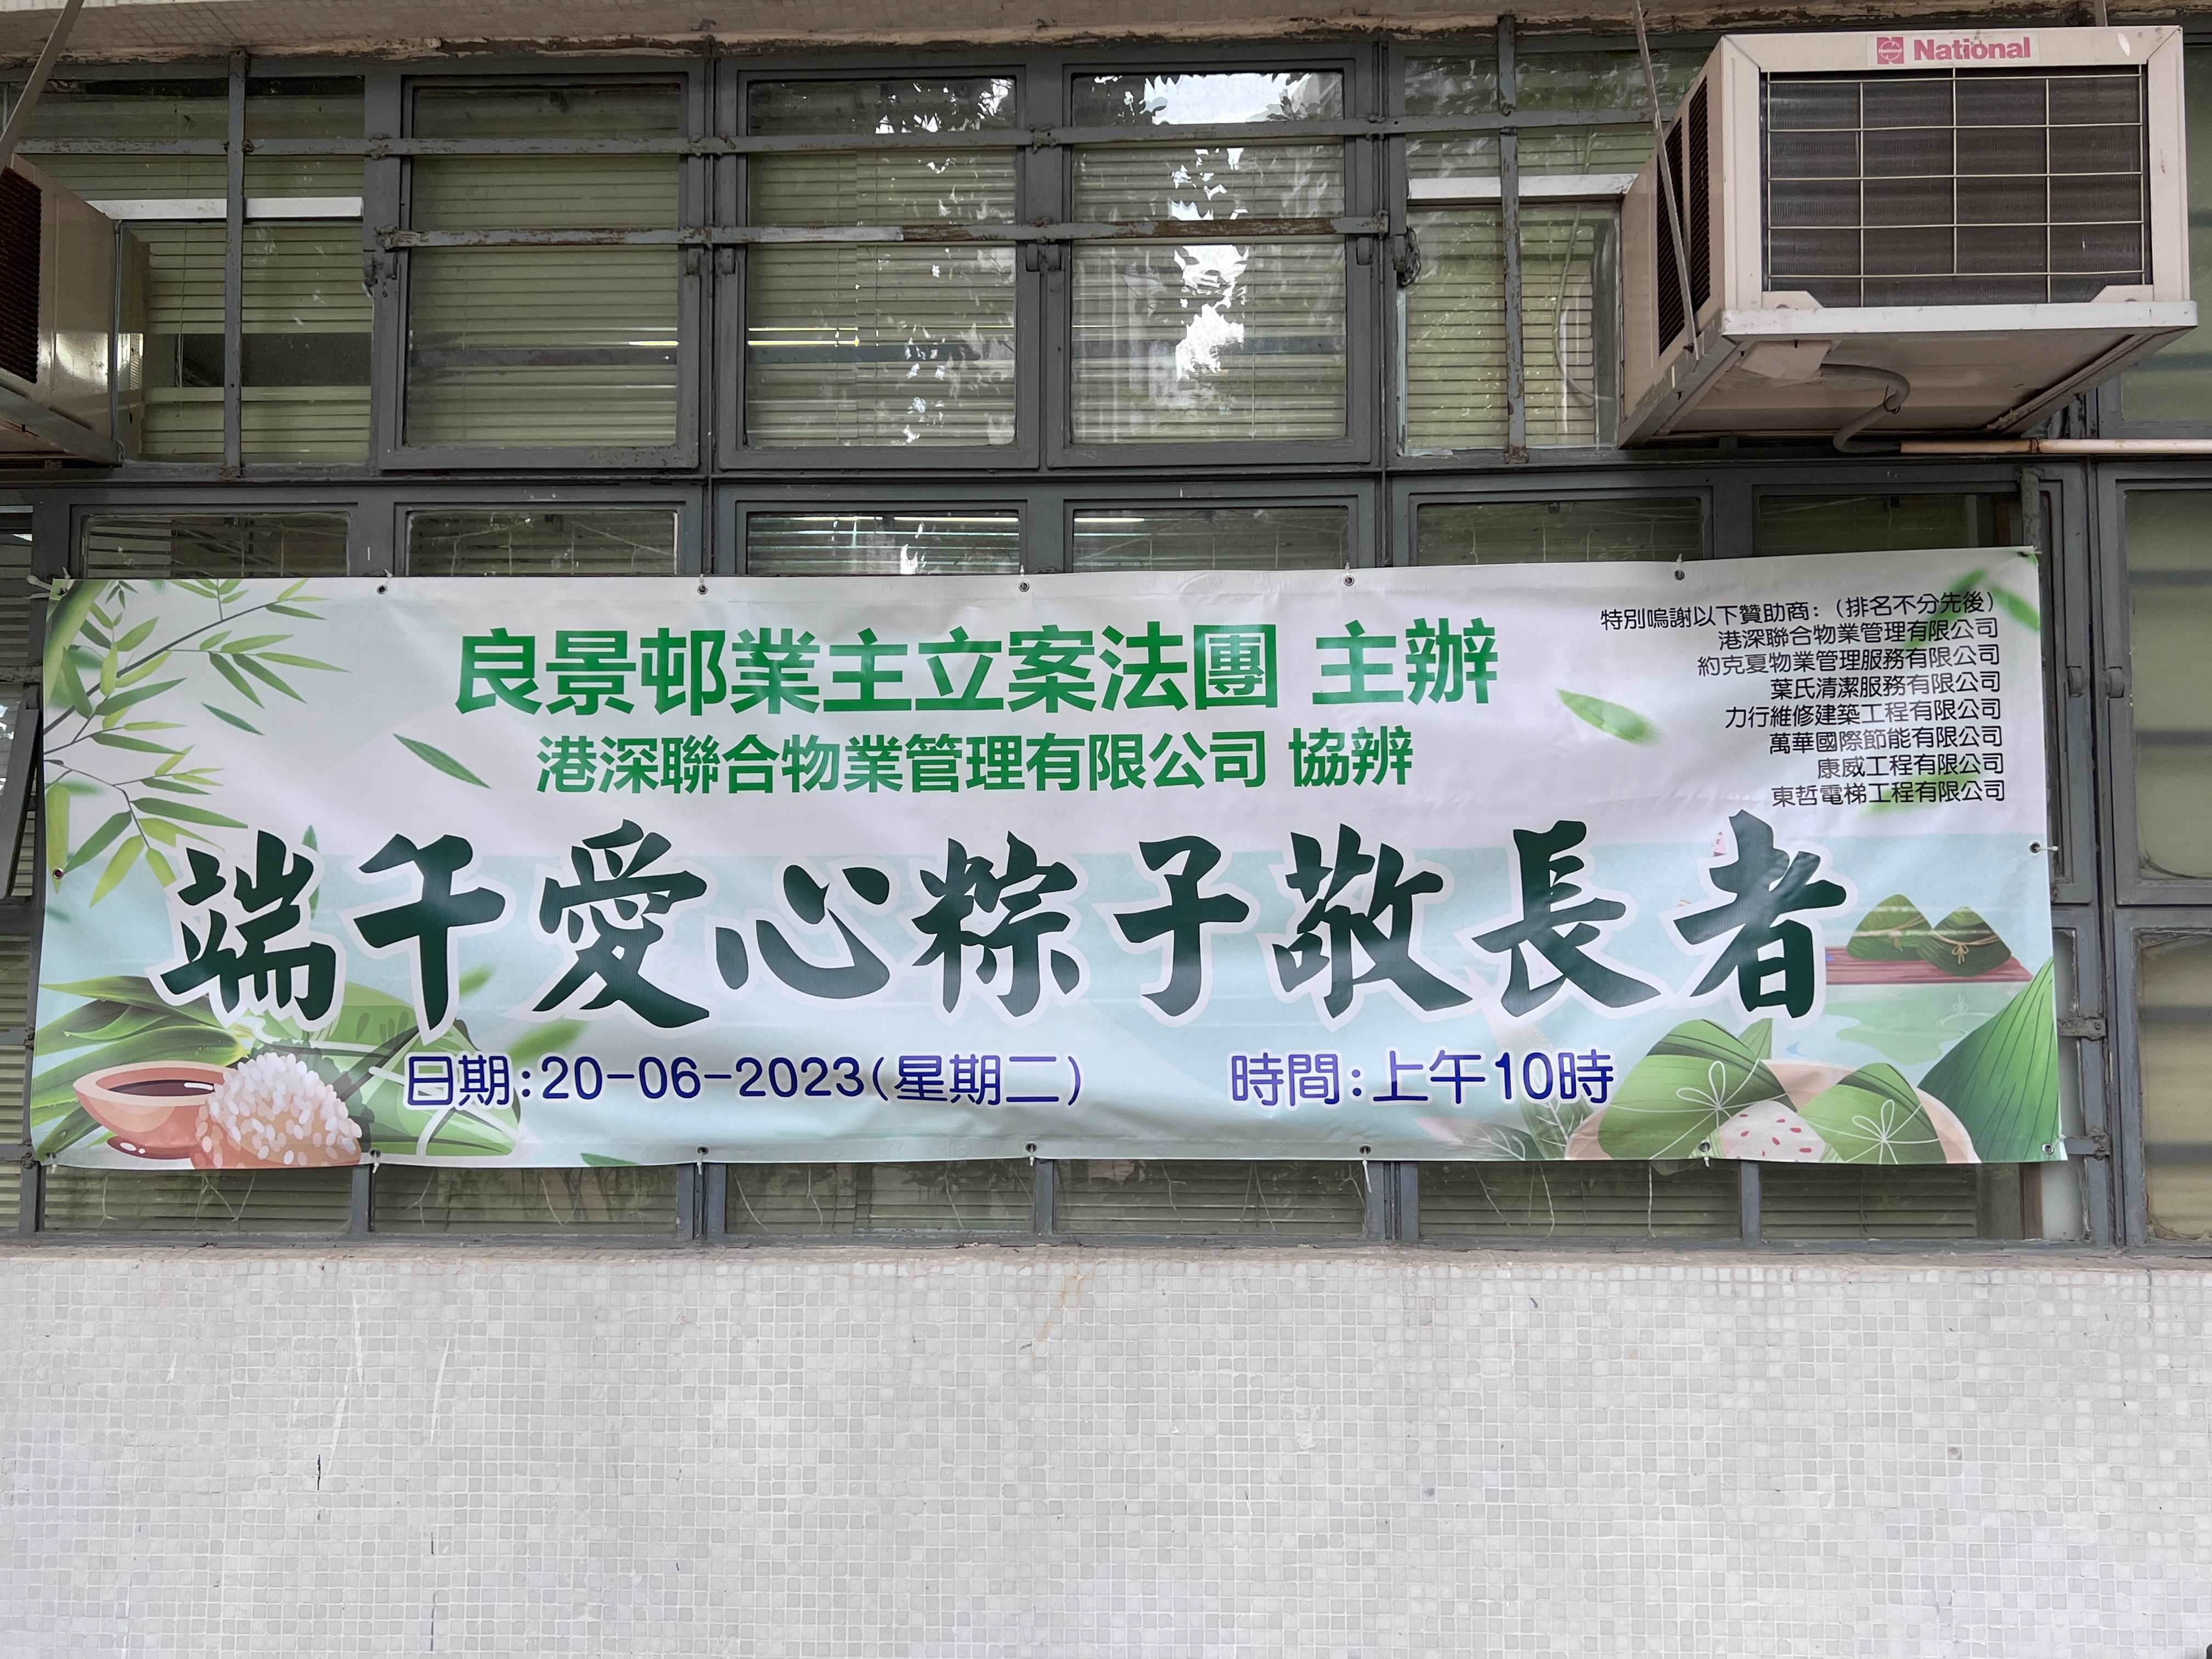 National
良景邨業主立案法團 主辦
港深聯合物業管理有限公司 協辦
特別鳴謝以下贊助商：（排名不分先後）
港深聯合物業管理有限公司
約克夏物業管理服務有限公司
葉氏清潔服務有限公司
力行維修建築工程有限公司
萬華國際節能有限公司
康威工程有限公司
東哲電梯工程有限公司
端午愛心粽子敬長者
日期:20-06-2023(星期二)
時間:上午10時